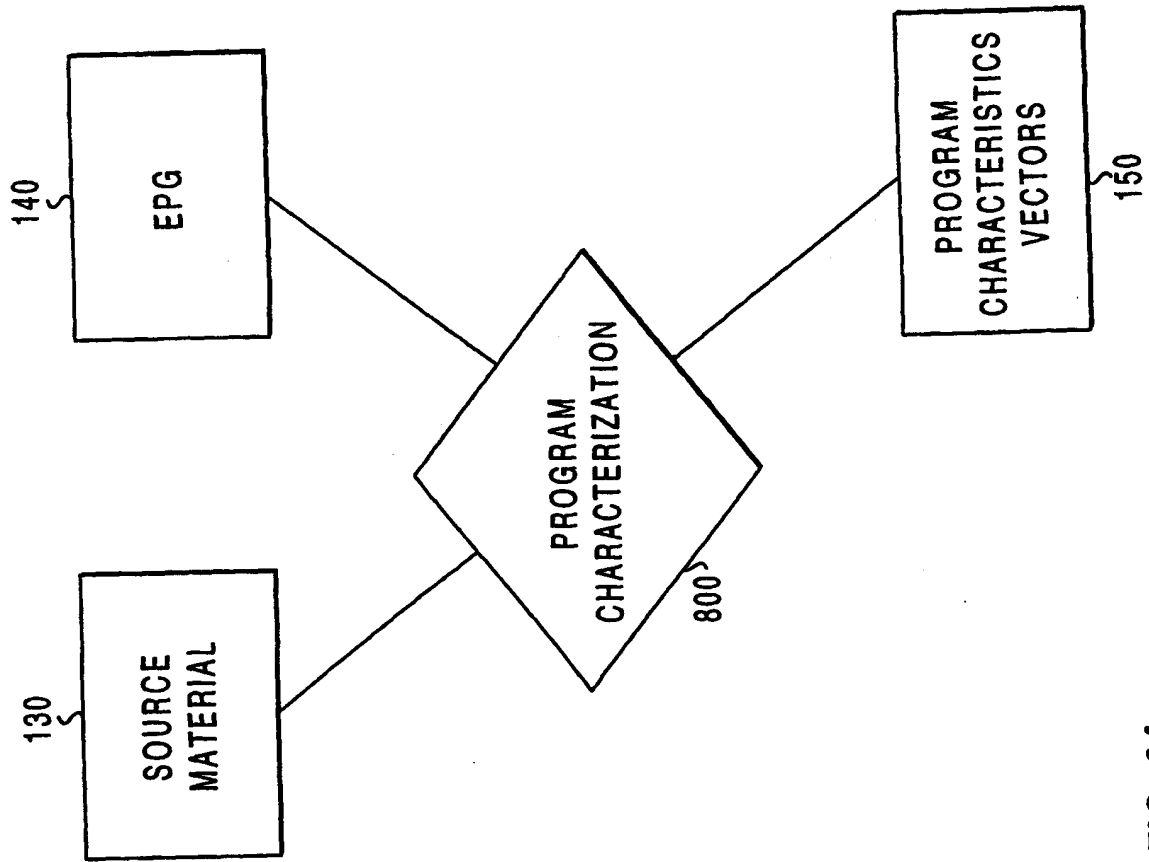 130
SOURCE
MATERIAL
140
EPG
PROGRAM
CHARACTERIZATION
800
PROGRAM
CHARACTERISTICS
VECTORS
150